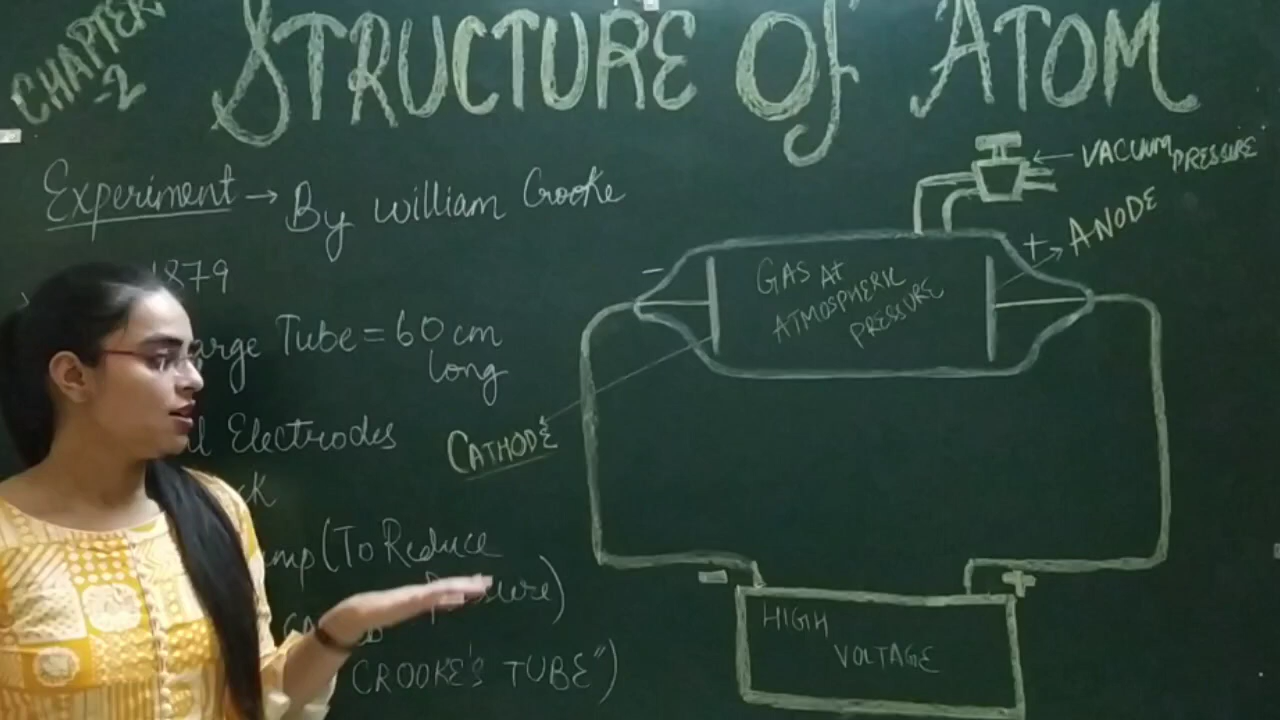 CHAPTER
-2
STRUCTURE Of ATOM
Experiment → By William Crooke
1879
arge Tube = 60 cm
long
l Electrodes
ck
mp (To Reduce
Pressure)
CROOKE'S TUBE")
VACUUM PRESSURE
+ ANODE
-
GAS At
ATMOSPHERIC
PRESSURE
CATHODE
- +
HIGH
VOLTAGE